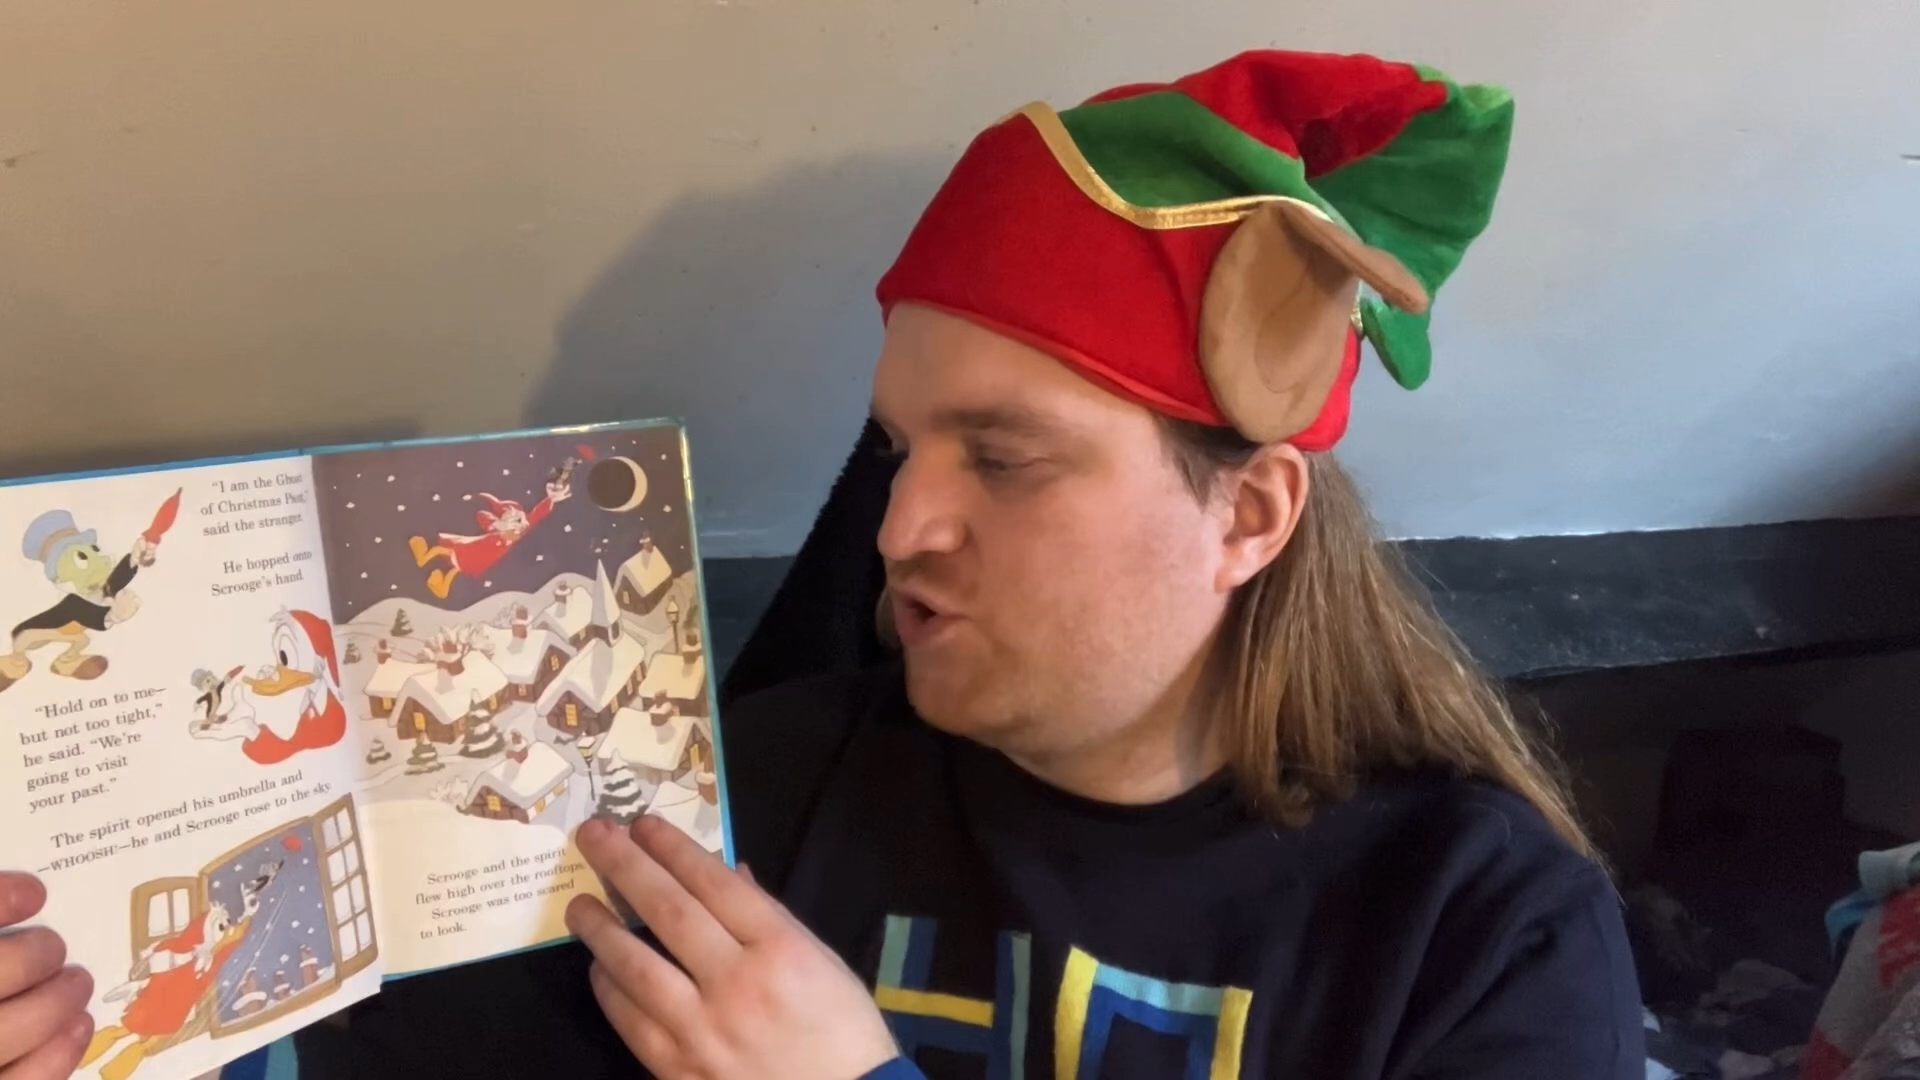 "I am the Ghost
of Christmas Past,"
said the stranger.
He hopped onto
Scrooge's hand.
"Hold on to me—
but not too tight,"
he said. "We're
going to visit
your past."
The spirit opened his umbrella and
—WHOOSH!—he and Scrooge rose to the sky.
Scrooge and the spirit
flew high over the rooftops.
Scrooge was too scared
to look.
HO